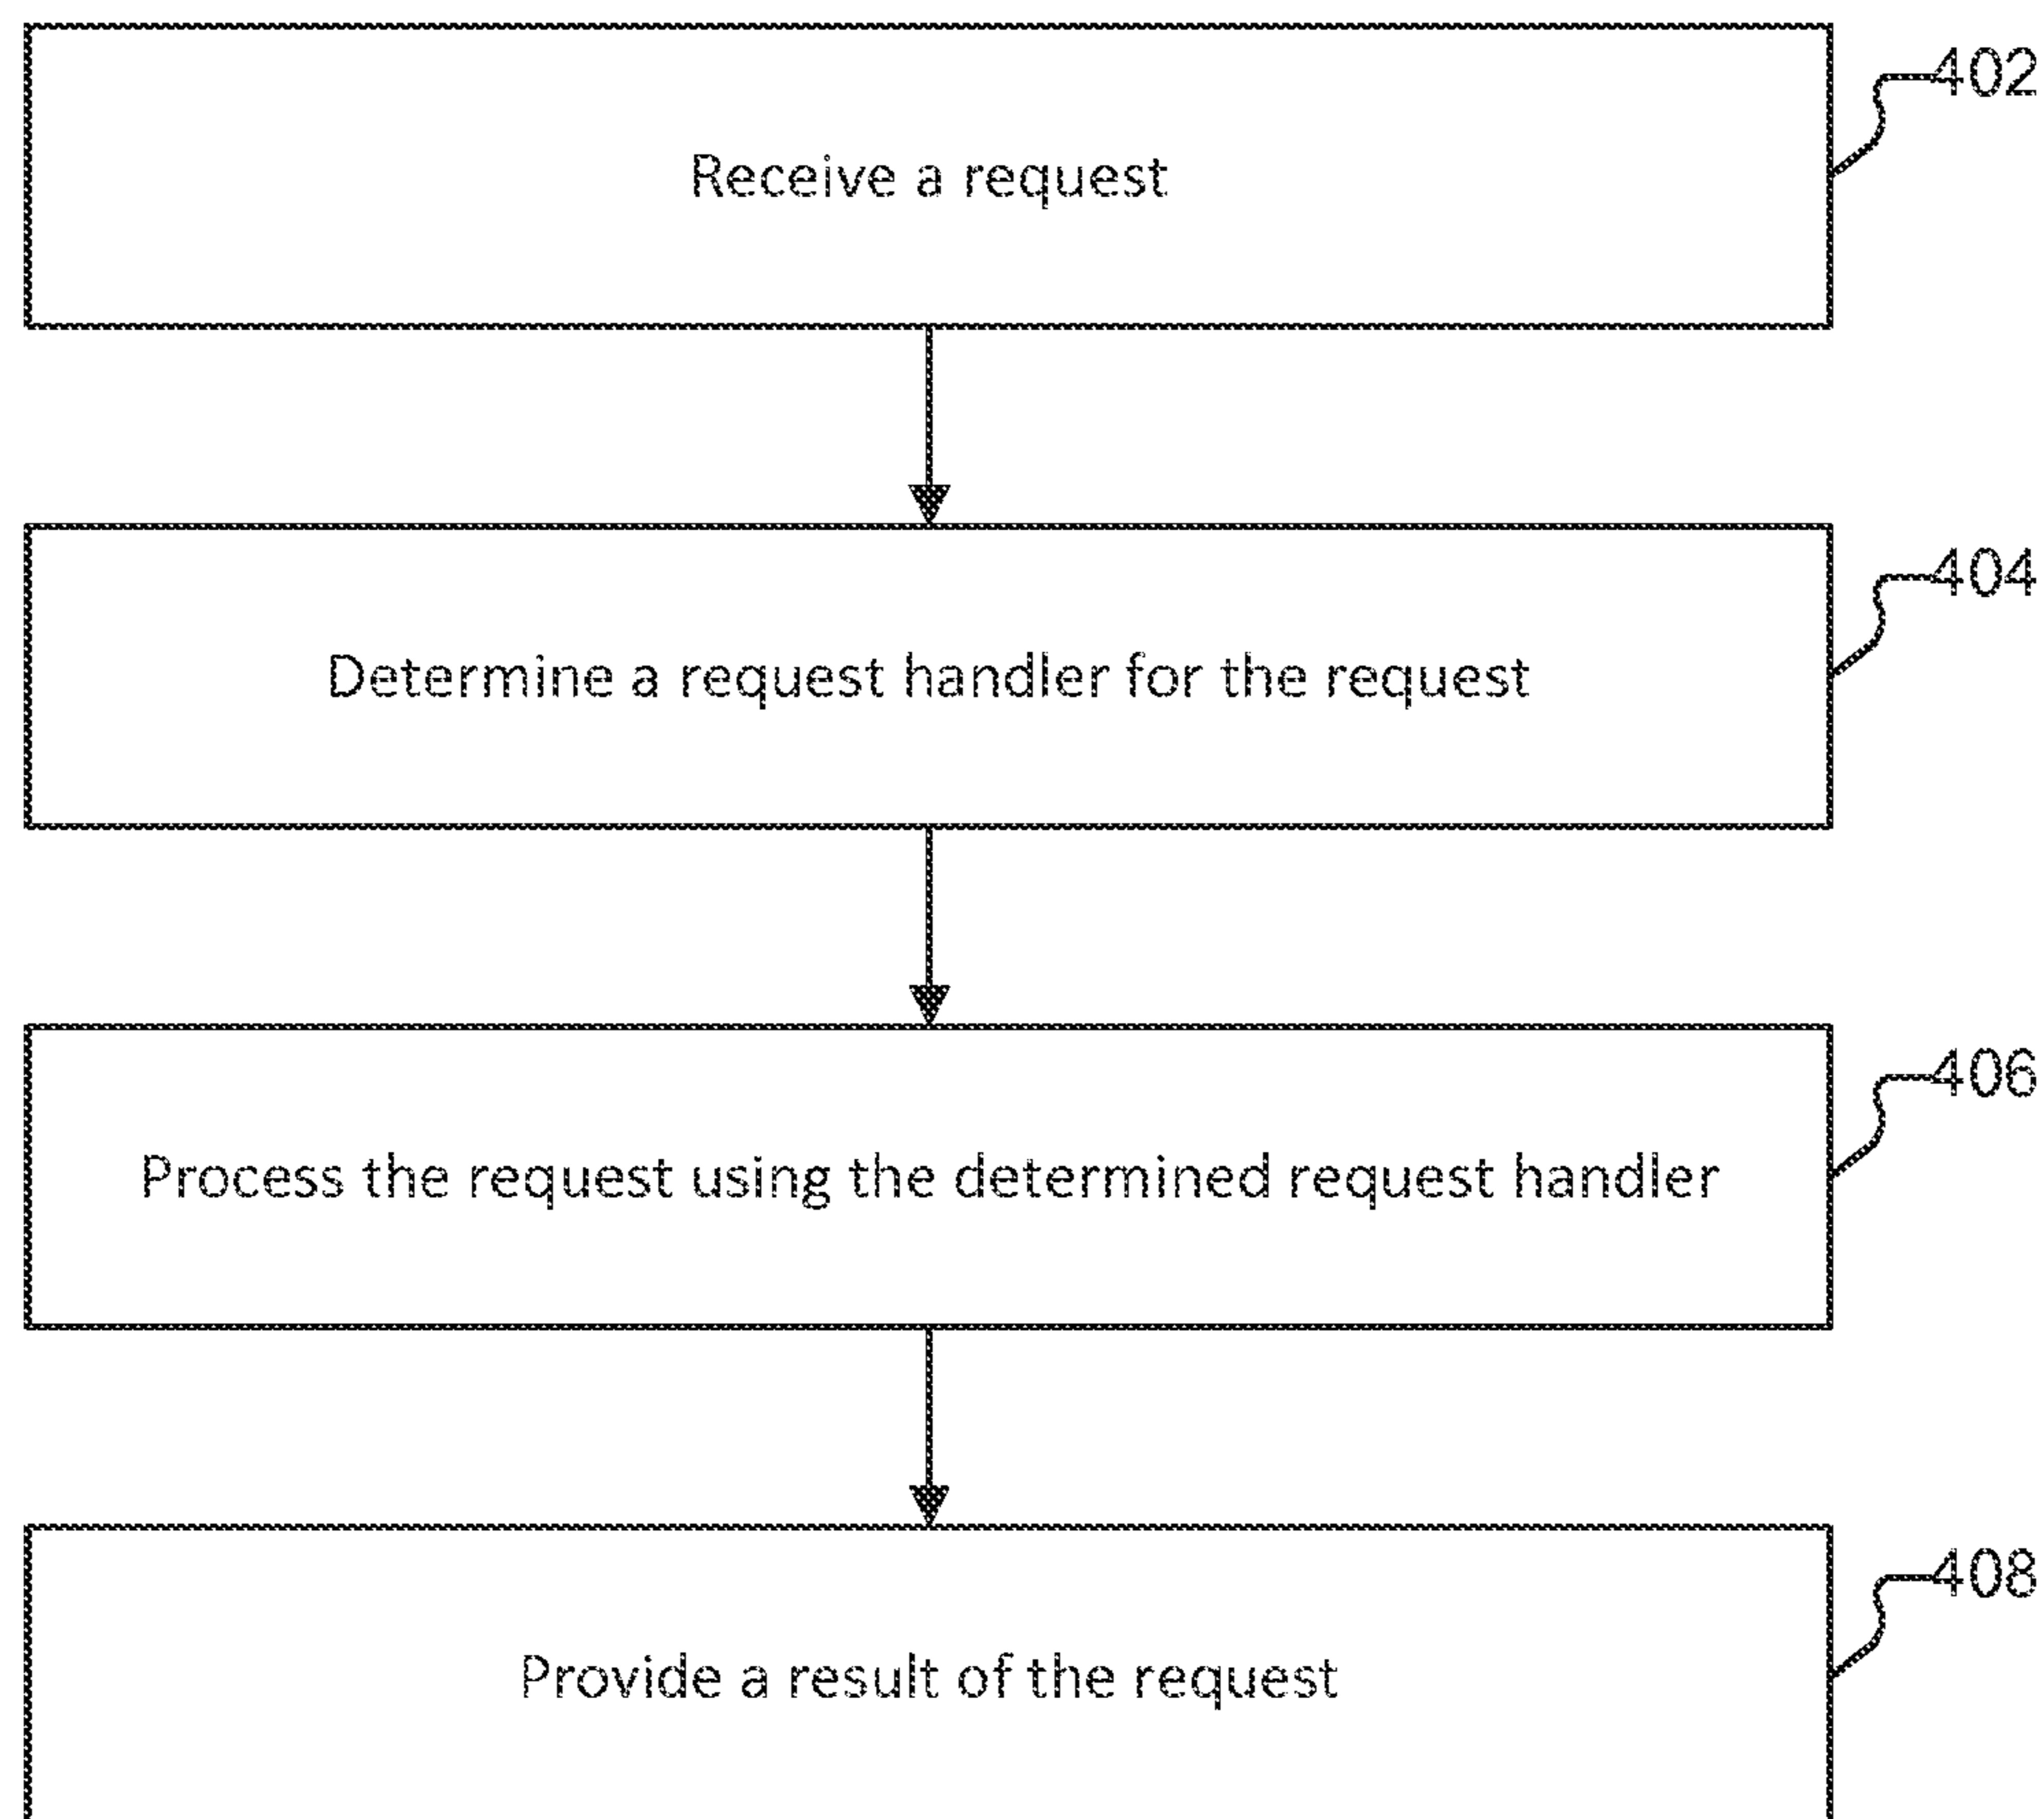 402
Receive a request
404
Determine a request handler for the request
406
Process the request using the determined request handler
408
Provide a result of the request